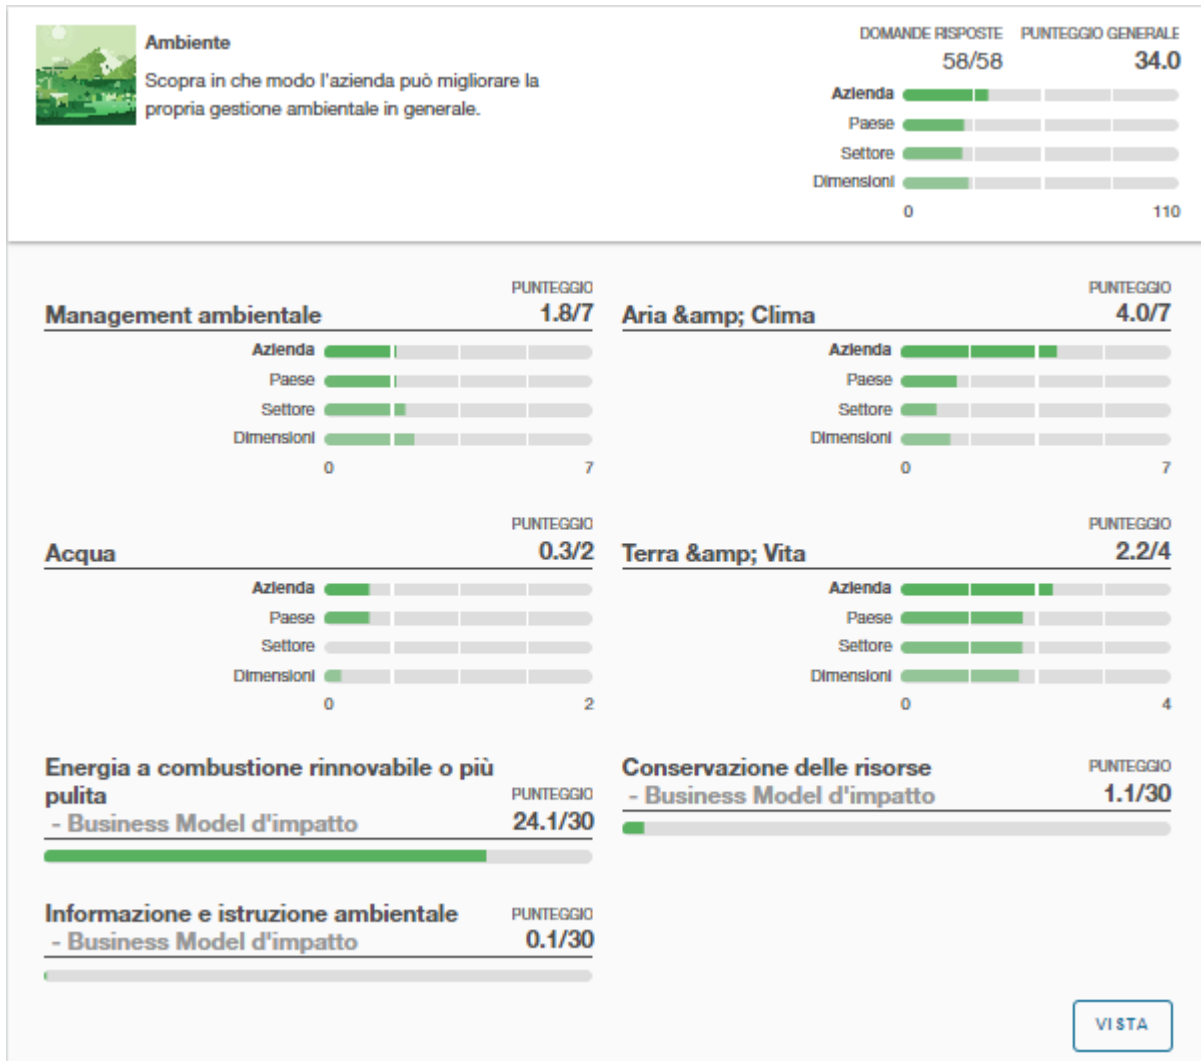 Ambiente
Scopra in che modo l'azienda può migliorare la
propria gestione ambientale in generale.
DOMANDE RISPOSTE PUNTEGGIO GENERALE
58/58 34.0
Azienda
Paese
Settore
Dimensioni
0 110
PUNTEGGIO
Management ambientale 1.8/7
Azienda
Paese
Settore
Dimensioni
0 7
PUNTEGGIO
Aria &amp; Clima 4.0/7
Azienda
Paese
Settore
Dimensioni
0 7
PUNTEGGIO
Acqua 0.3/2
Azienda
Paese
Settore
Dimensioni
0 2
PUNTEGGIO
Terra &amp; Vita 2.2/4
Azienda
Paese
Settore
Dimensioni
0 4
Energia a combustione rinnovabile o più
pulita PUNTEGGIO
- Business Model d'impatto 24.1/30
Conservazione delle risorse PUNTEGGIO
- Business Model d'impatto 1.1/30
Informazione e istruzione ambientale PUNTEGGIO
- Business Model d'impatto 0.1/30
VISTA